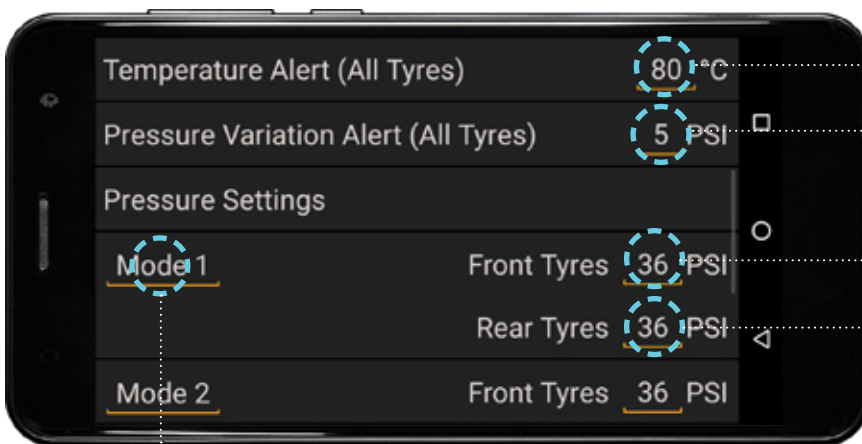 Temperature Alert (All Tyres) 80 °C
Pressure Variation Alert (All Tyres) 5 PSI
Pressure Settings
Mode 1 Front Tyres 36 PSI
Rear Tyres 36 PSI
Mode 2 Front Tyres 36 PSI